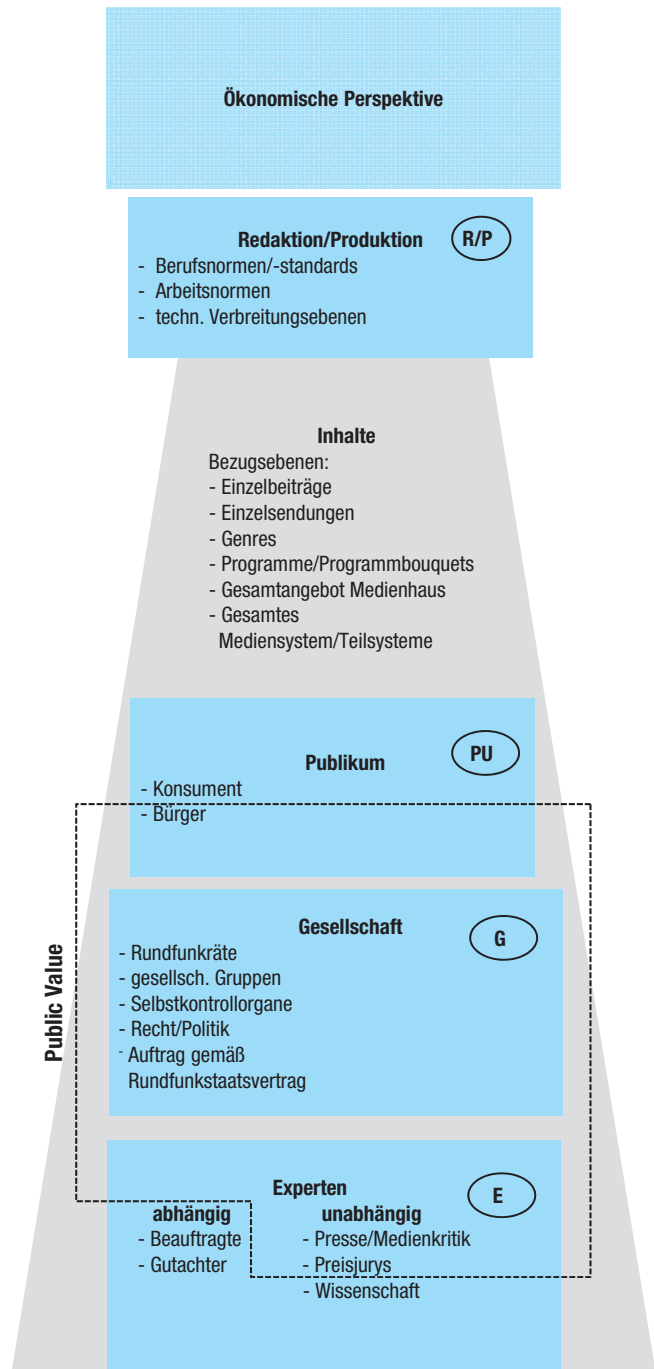 Ökonomische Perspektive
Redaktion/Produktion
R/P
- Berufsnormen/-standards
- Arbeitsnormen
- techn. Verbreitungsebenen
Inhalte
Bezugsebenen:
- Einzelbeiträge
- Einzelsendungen
- Genres
- Programme/Programmbouquets
- Gesamtangebot Medienhaus
- Gesamtes
Mediensystem/Teilsysteme
Publikum
PU
- Konsument
- Bürger
Public Value
Gesellschaft
G
- Rundfunkräte
- gesellsch. Gruppen
- Selbstkontrollorgane
- Recht/Politik
- Auftrag gemäß
Rundfunkstaatsvertrag
Experten
E
abhängig
- Beauftragte
- Gutachter
unabhängig
- Presse/Medienkritik
- Preisjurys
- Wissenschaft